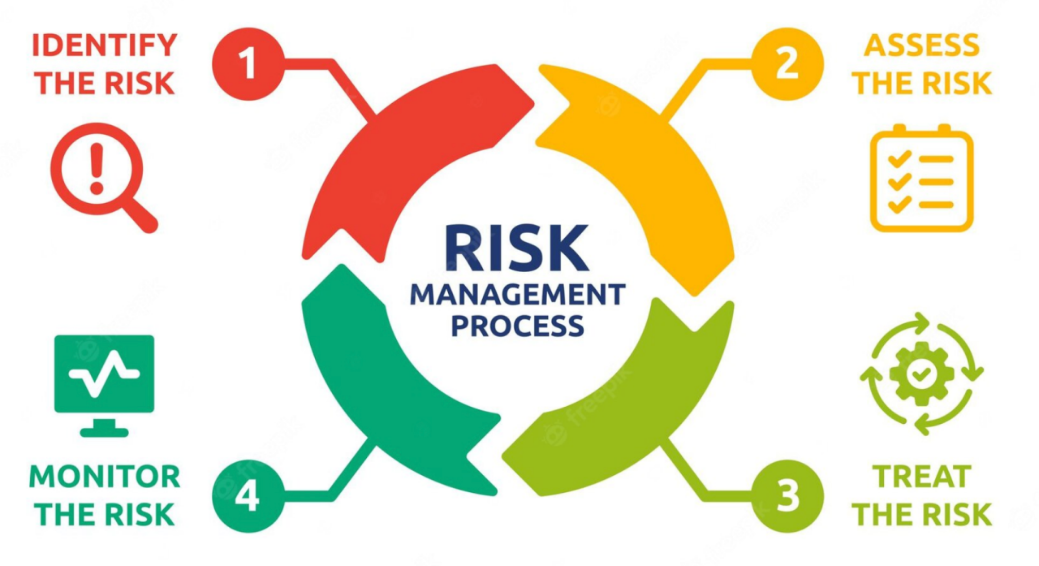 IDENTIFY
THE RISK
1
2
ASSESS
THE RISK
RISK
MANAGEMENT
PROCESS
MONITOR
THE RISK
4
3
TREAT
THE RISK
freepik